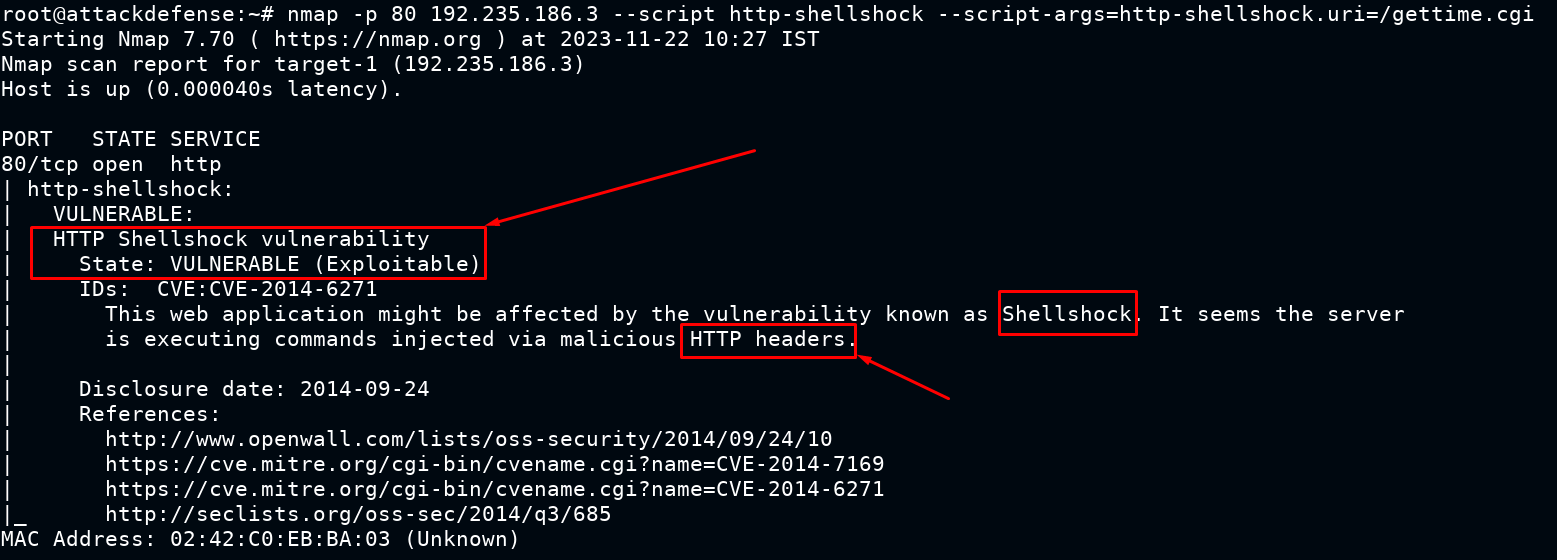 root@attackdefense:~# nmap -p 80 192.235.186.3 --script http-shellshock --script-args=http-shellshock.uri=/gettime.cgi
Starting Nmap 7.70 ( https://nmap.org ) at 2023-11-22 10:27 IST
Nmap scan report for target-1 (192.235.186.3)
Host is up (0.000040s latency).

PORT   STATE SERVICE
80/tcp open  http
| http-shellshock:
|   VULNERABLE:
|   HTTP Shellshock vulnerability
|     State: VULNERABLE (Exploitable)
|     IDs:  CVE:CVE-2014-6271
|       This web application might be affected by the vulnerability known as Shellshock. It seems the server
|       is executing commands injected via malicious HTTP headers.
|
|     Disclosure date: 2014-09-24
|     References:
|       http://www.openwall.com/lists/oss-security/2014/09/24/10
|       https://cve.mitre.org/cgi-bin/cvename.cgi?name=CVE-2014-7169
|       https://cve.mitre.org/cgi-bin/cvename.cgi?name=CVE-2014-6271
|_      http://seclists.org/oss-sec/2014/q3/685
MAC Address: 02:42:C0:EB:BA:03 (Unknown)